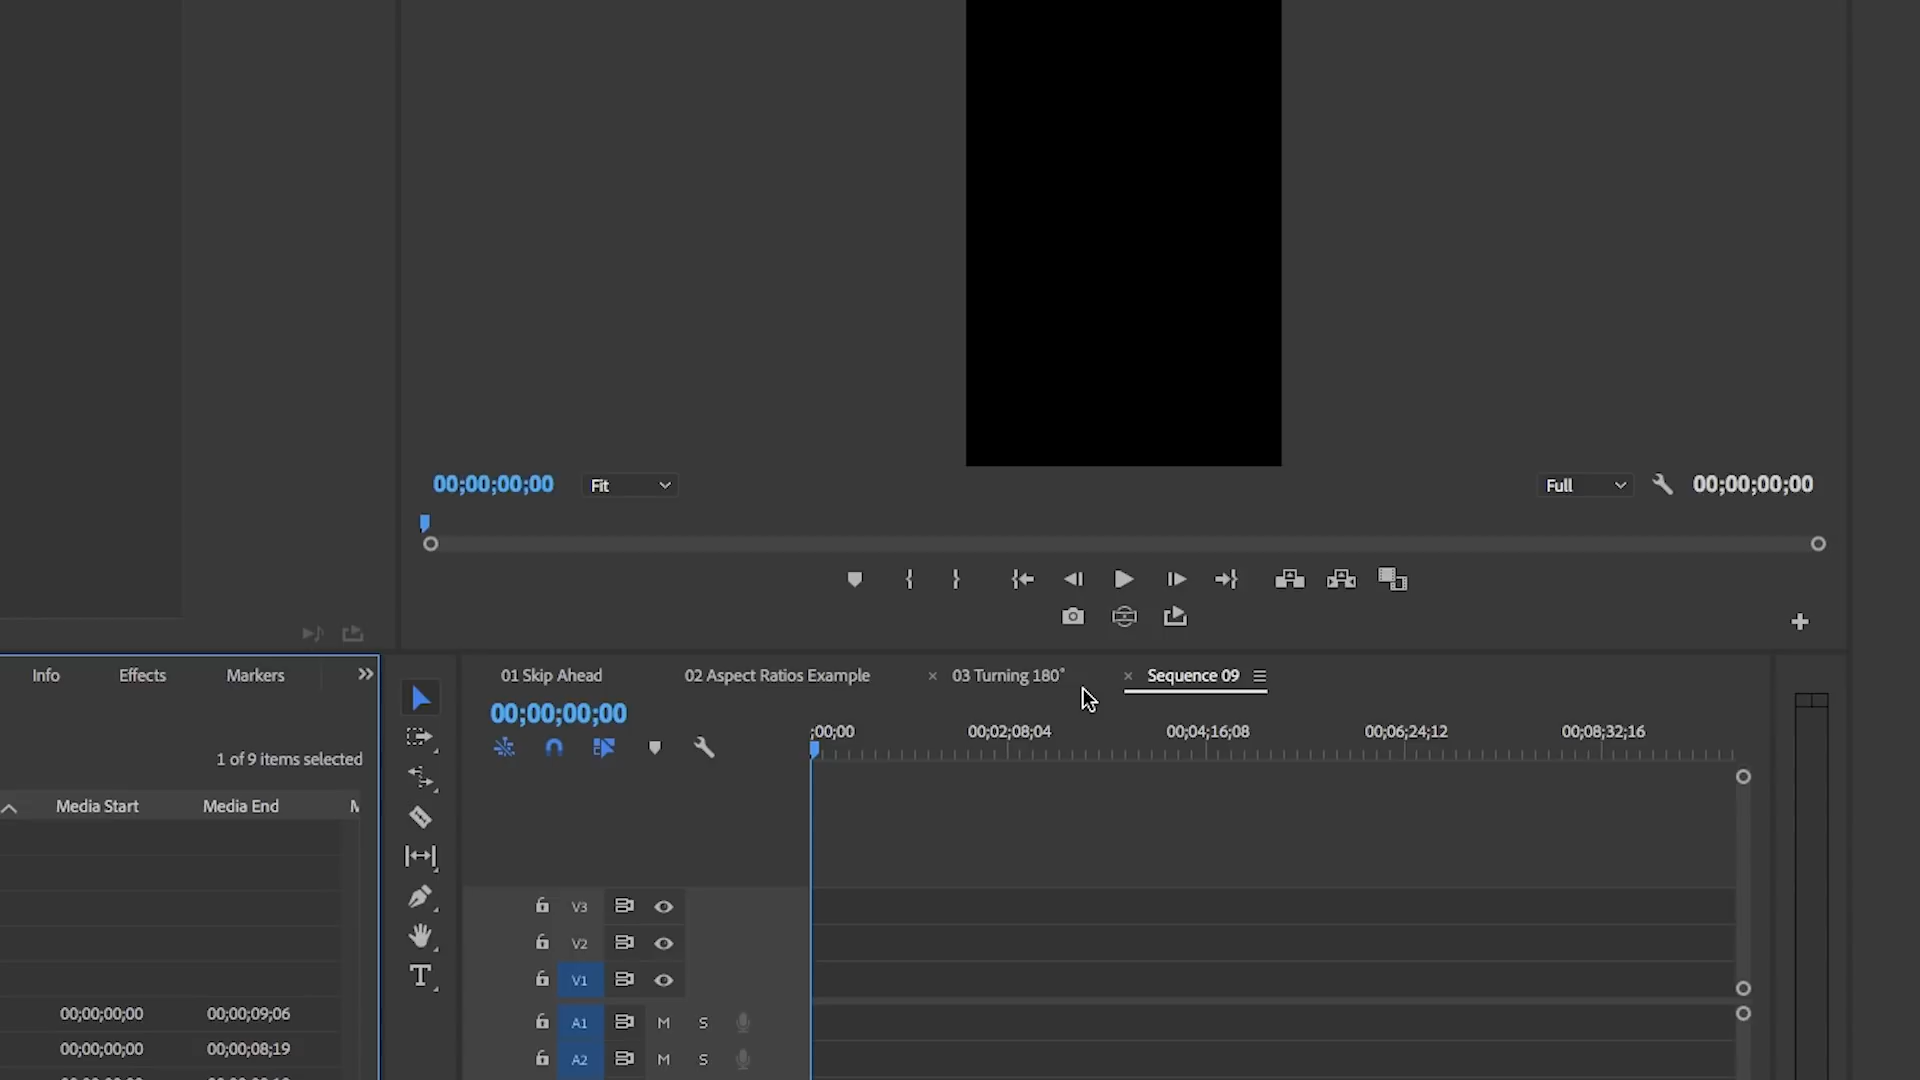 00;00;00;00 Fit Full 00;00;00;00
Info Effects Markers
1 of 9 items selected
Media Start Media End M
00;00;00;00 00;00;09;06
00;00;00;00 00;00;08;19
01 Skip Ahead 02 Aspect Ratios Example 03 Turning 180° Sequence 09
00;00;00;00
;00;00 00;02;08;04 00;04;16;08 00;06;24;12 00;08;32;16
V3
V2
V1
A1 M S
A2 M S